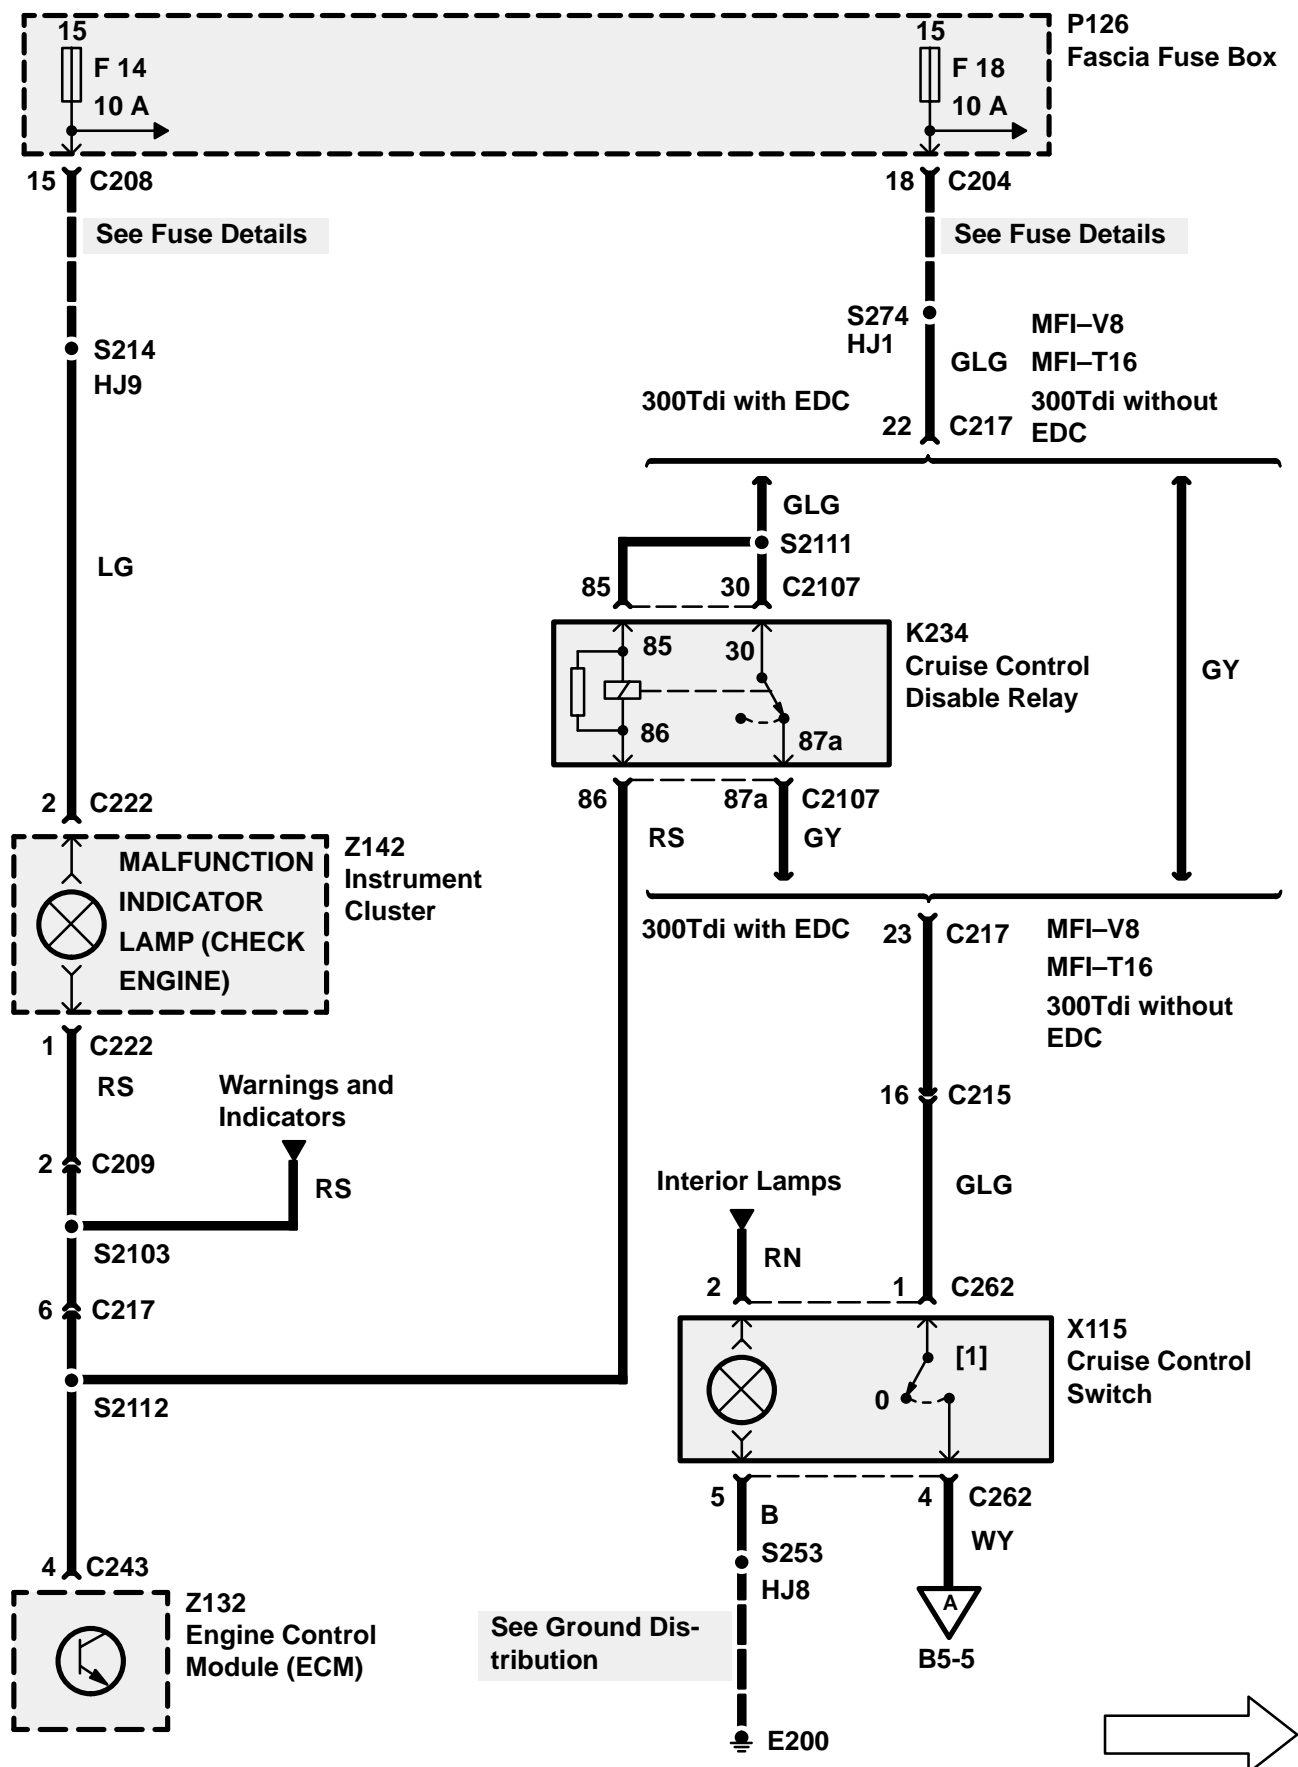 15
F 14
10 A
15
F 18
10 A
P126
Fascia Fuse Box
15 C208
18 C204
See Fuse Details
See Fuse Details
S214
HJ9
S274
HJ1
GLG
MFI–V8
MFI–T16
300Tdi without
EDC
300Tdi with EDC
22 C217
GLG
S2111
LG
85
30 C2107
85
30
86
87a
K234
Cruise Control
Disable Relay
GY
86
87a C2107
RS
GY
2 C222
MALFUNCTION
INDICATOR
LAMP (CHECK
ENGINE)
Z142
Instrument
Cluster
300Tdi with EDC
23 C217
MFI–V8
MFI–T16
300Tdi without
EDC
1 C222
RS
Warnings and
Indicators
16 C215
2 C209
RS
Interior Lamps
GLG
S2103
RN
2
1 C262
6 C217
X115
Cruise Control
Switch
[1]
0
S2112
5
4 C262
B
WY
S253
HJ8
4 C243
Z132
Engine Control
Module (ECM)
See Ground Dis-
tribution
A
B5-5
E200